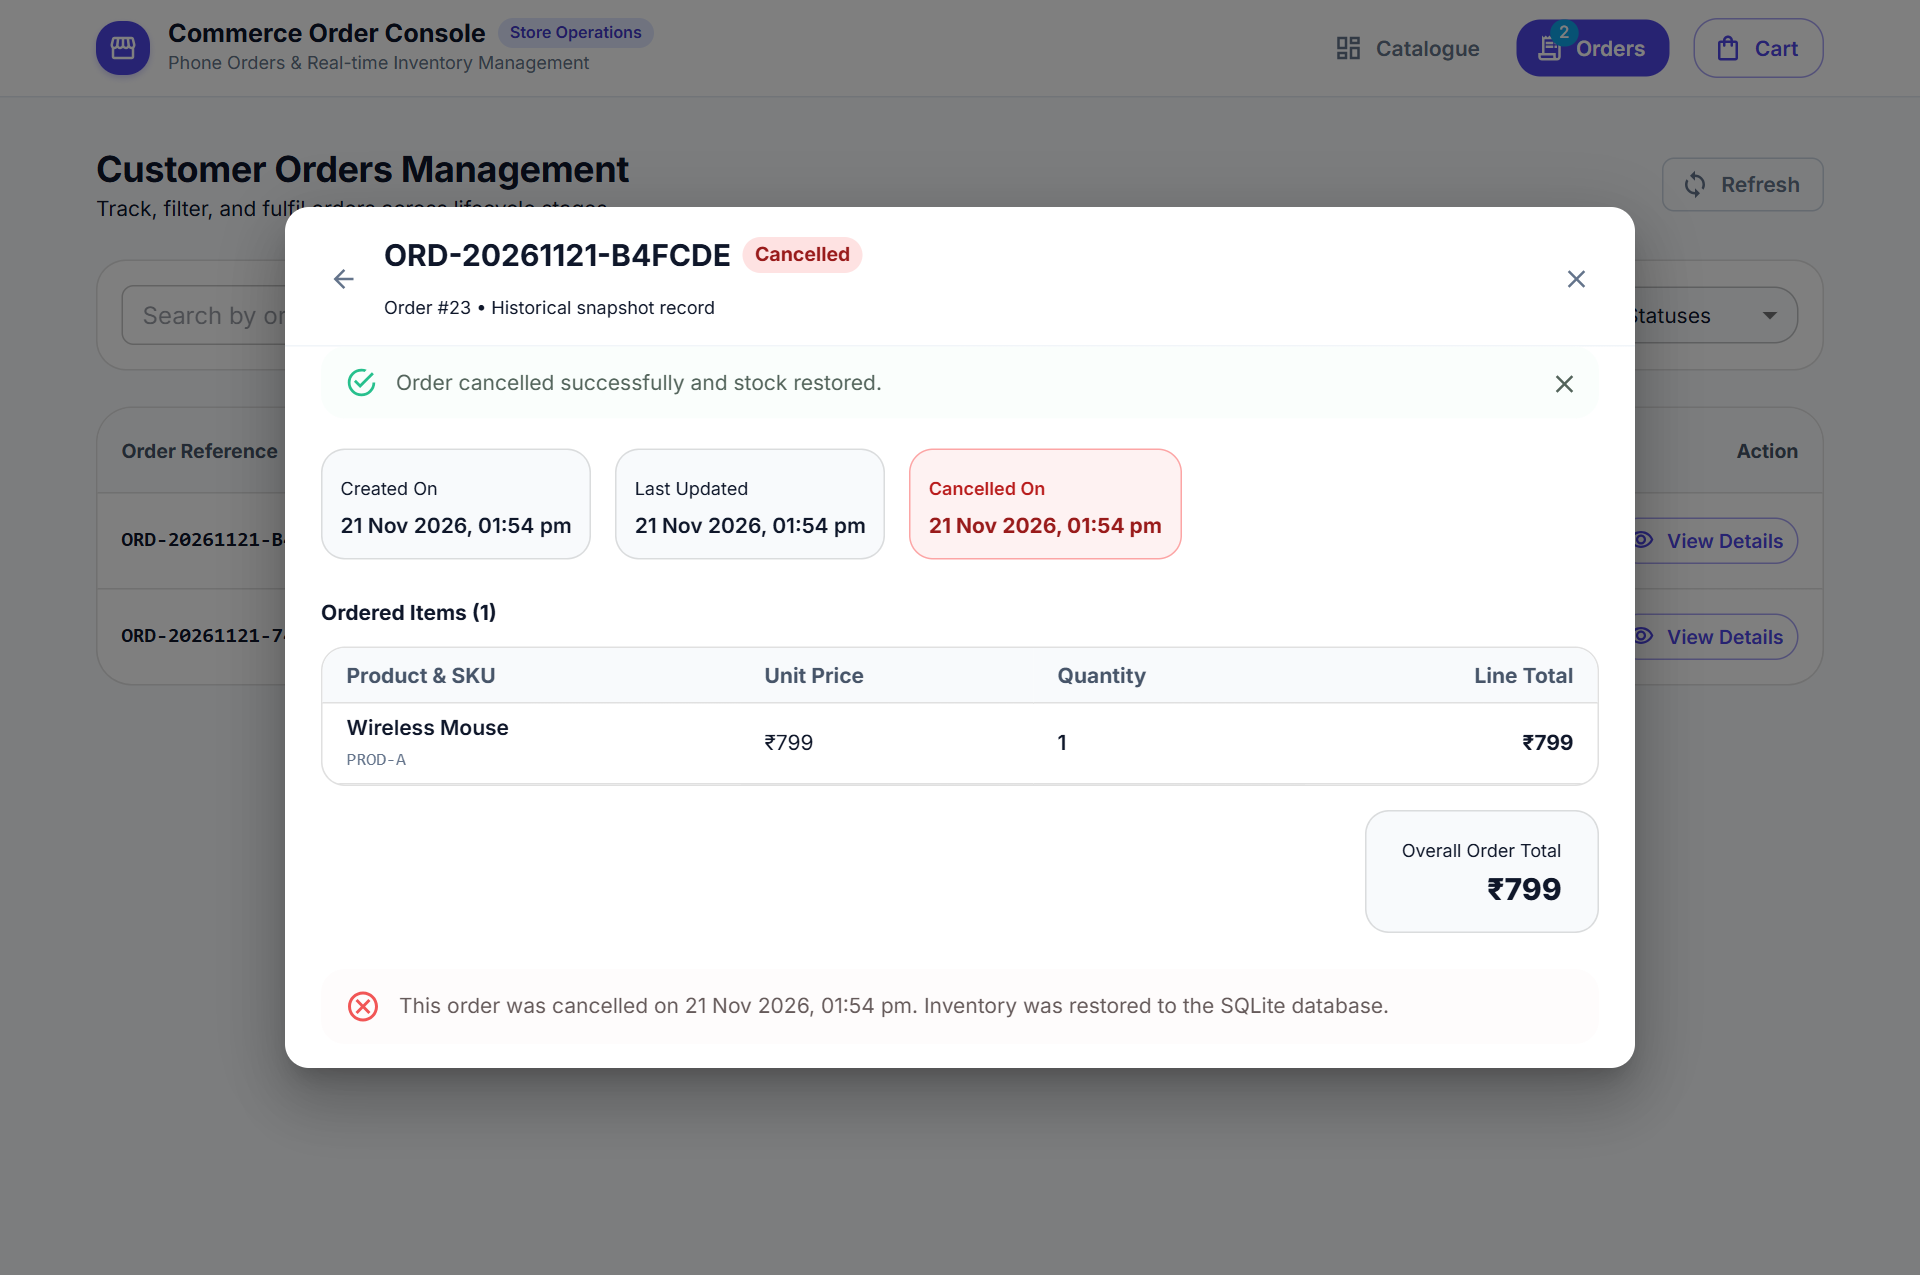 Commerce Order Console
Store Operations
Phone Orders & Real-time Inventory Management
Catalogue
2
Orders
Cart
Customer Orders Management
Track, filter, and fulfil orders across lifecycle stages
Refresh
Search by or
Statuses
Order Reference
Action
ORD-20261121-B4
View Details
ORD-20261121-7
View Details
ORD-20261121-B4FCDE
Cancelled
Order #23 • Historical snapshot record
Order cancelled successfully and stock restored.
Created On
21 Nov 2026, 01:54 pm
Last Updated
21 Nov 2026, 01:54 pm
Cancelled On
21 Nov 2026, 01:54 pm
Ordered Items (1)
Product & SKU
Unit Price
Quantity
Line Total
Wireless Mouse
PROD-A
₹799
1
₹799
Overall Order Total
₹799
This order was cancelled on 21 Nov 2026, 01:54 pm. Inventory was restored to the SQLite database.